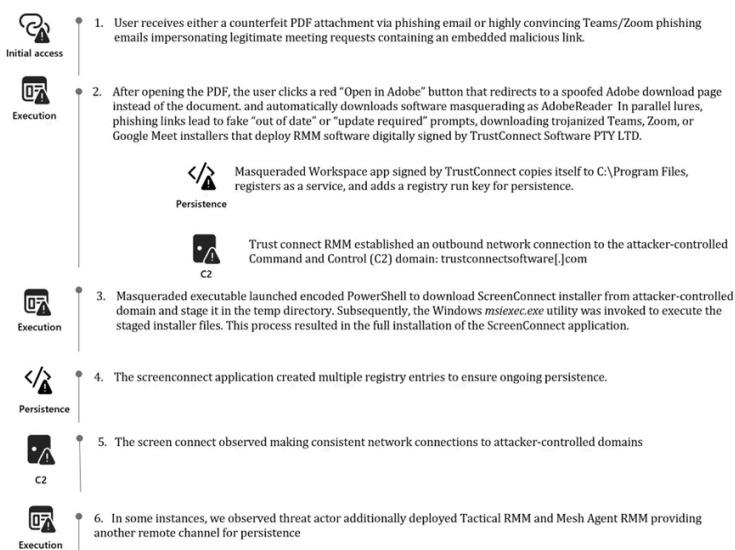 Initial access
1. User receives either a counterfeit PDF attachment via phishing email or highly convincing Teams/Zoom phishing
emails impersonating legitimate meeting requests containing an embedded malicious link.
Execution
2. After opening the PDF, the user clicks a red “Open in Adobe” button that redirects to a spoofed Adobe download page
instead of the document. and automatically downloads software masquerading as AdobeReader In parallel lures,
phishing links lead to fake “out of date” or “update required” prompts, downloading trojanized Teams, Zoom, or
Google Meet installers that deploy RMM software digitally signed by TrustConnect Software PTY LTD.
Persistence
Masqueraded Workspace app signed by TrustConnect copies itself to C:\Program Files,
registers as a service, and adds a registry run key for persistence.
C2
Trust connect RMM established an outbound network connection to the attacker-controlled
Command and Control (C2) domain: trustconnectsoftware[.]com
Execution
3. Masqueraded executable launched encoded PowerShell to download ScreenConnect installer from attacker-controlled
domain and stage it in the temp directory. Subsequently, the Windows msiexec.exe utility was invoked to execute the
staged installer files. This process resulted in the full installation of the ScreenConnect application.
Persistence
4. The screenconnect application created multiple registry entries to ensure ongoing persistence.
C2
5. The screen connect observed making consistent network connections to attacker-controlled domains
Execution
6. In some instances, we observed threat actor additionally deployed Tactical RMM and Mesh Agent RMM providing
another remote channel for persistence